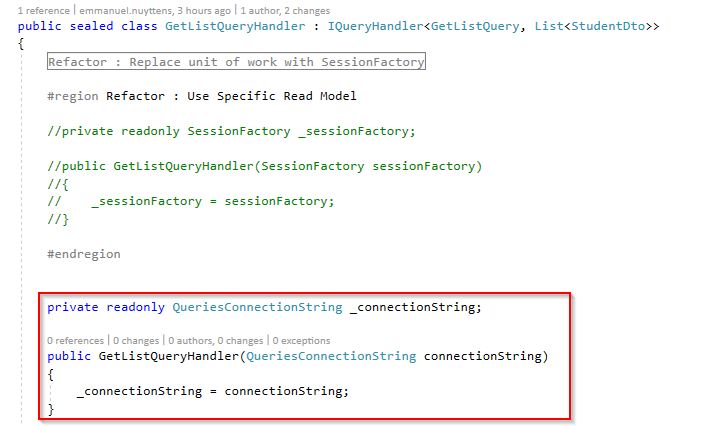 1 reference | emmanuel.nuyttens, 3 hours ago | 1 author, 2 changes
public sealed class GetListQueryHandler : IQueryHandler<GetListQuery, List<StudentDto>>
{
Refactor : Replace unit of work with SessionFactory
#region Refactor : Use Specific Read Model
//private readonly SessionFactory _sessionFactory;
//public GetListQueryHandler(SessionFactory sessionFactory)
//{
//    _sessionFactory = sessionFactory;
//}
#endregion
private readonly QueriesConnectionString _connectionString;
0 references | 0 changes | 0 authors, 0 changes | 0 exceptions
public GetListQueryHandler(QueriesConnectionString connectionString)
{
_connectionString = connectionString;
}